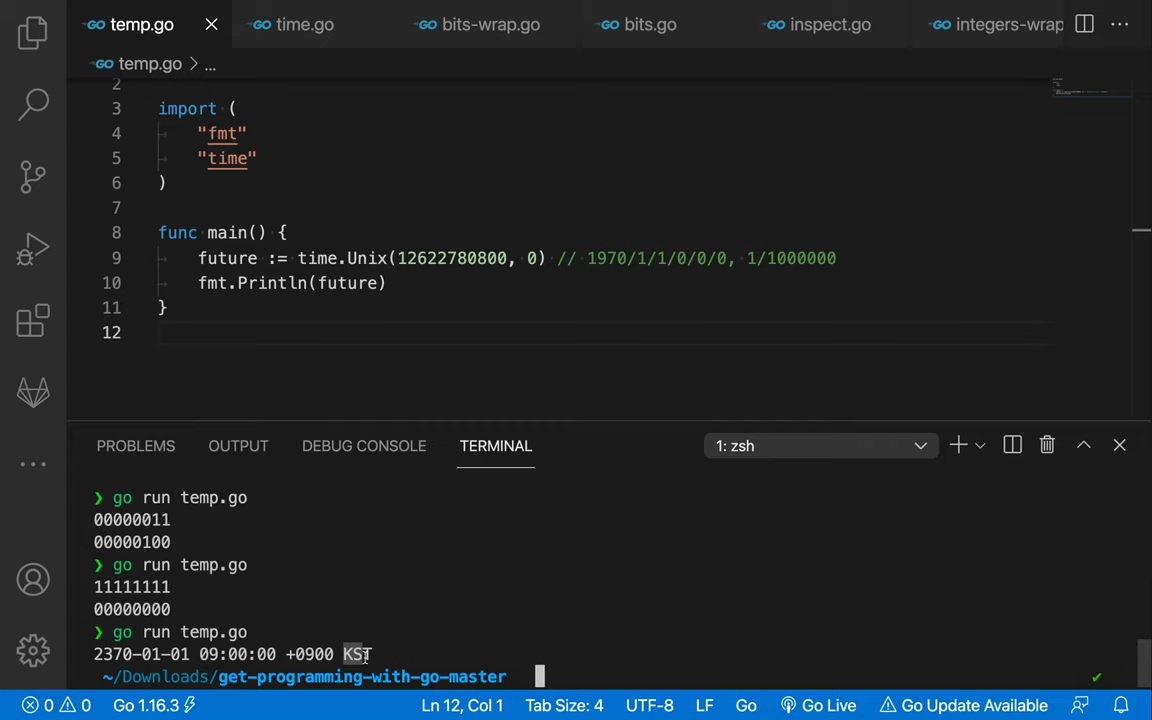 temp.go time.go bits-wrap.go bits.go inspect.go integers-wrap
temp.go > ...
2
3 import (
4 "fmt"
5 "time"
6 )
7
8 func main() {
9 future := time.Unix(12622780800, 0) // 1970/1/1/0/0/0, 1/1000000
10 fmt.Println(future)
11 }
12
PROBLEMS OUTPUT DEBUG CONSOLE TERMINAL 1: zsh
❯ go run temp.go
00000011
00000100
❯ go run temp.go
11111111
00000000
❯ go run temp.go
2370-01-01 09:00:00 +0900 KST
~/Downloads/get-programming-with-go-master ✔
0 0 Go 1.16.3 Ln 12, Col 1 Tab Size: 4 UTF-8 LF Go Go Live Go Update Available